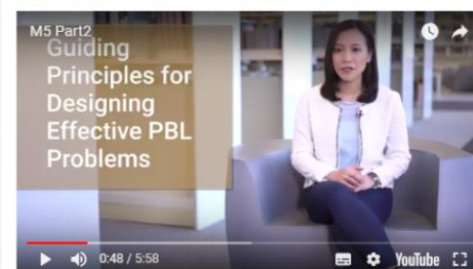 M5 Part2
Guiding
Principles for
Designing
Effective PBL
Problems
0:48 / 5:58
YouTube